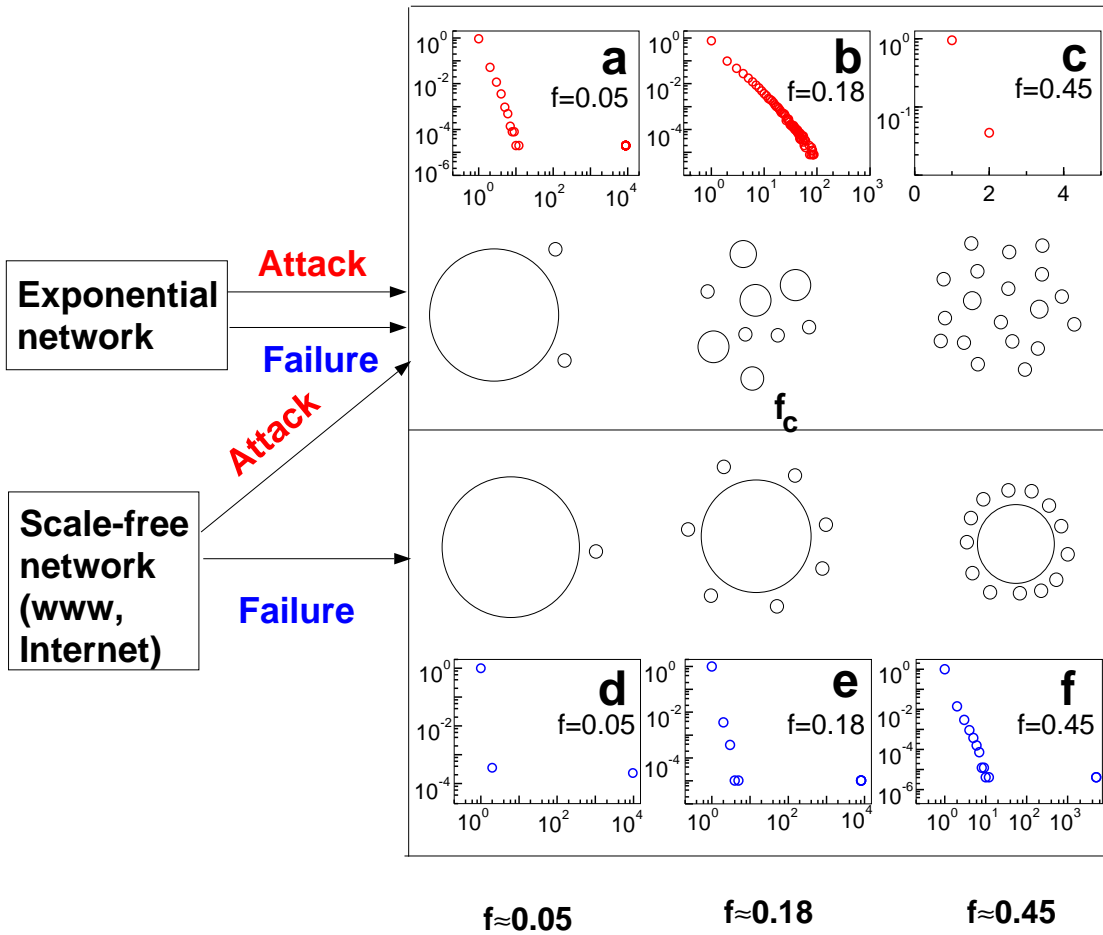 a
f=0.05
10^0
10^-2
10^-4
10^-6
10^0 10^2 10^4
b
f=0.18
10^0
10^-2
10^-4
10^-6
10^0 10^1 10^2 10^3
c
f=0.45
10^0
10^-1
0 2 4
Exponential
network
Attack
Failure
Attack
f_c
Scale-free
network
(www,
Internet)
Failure
d
f=0.05
10^0
10^-2
10^-4
10^0 10^2 10^4
e
f=0.18
10^0
10^-2
10^-4
10^0 10^2 10^4
f
f=0.45
10^0
10^-2
10^-4
10^-6
10^0 10^1 10^2 10^3
f≈0.05 f≈0.18 f≈0.45